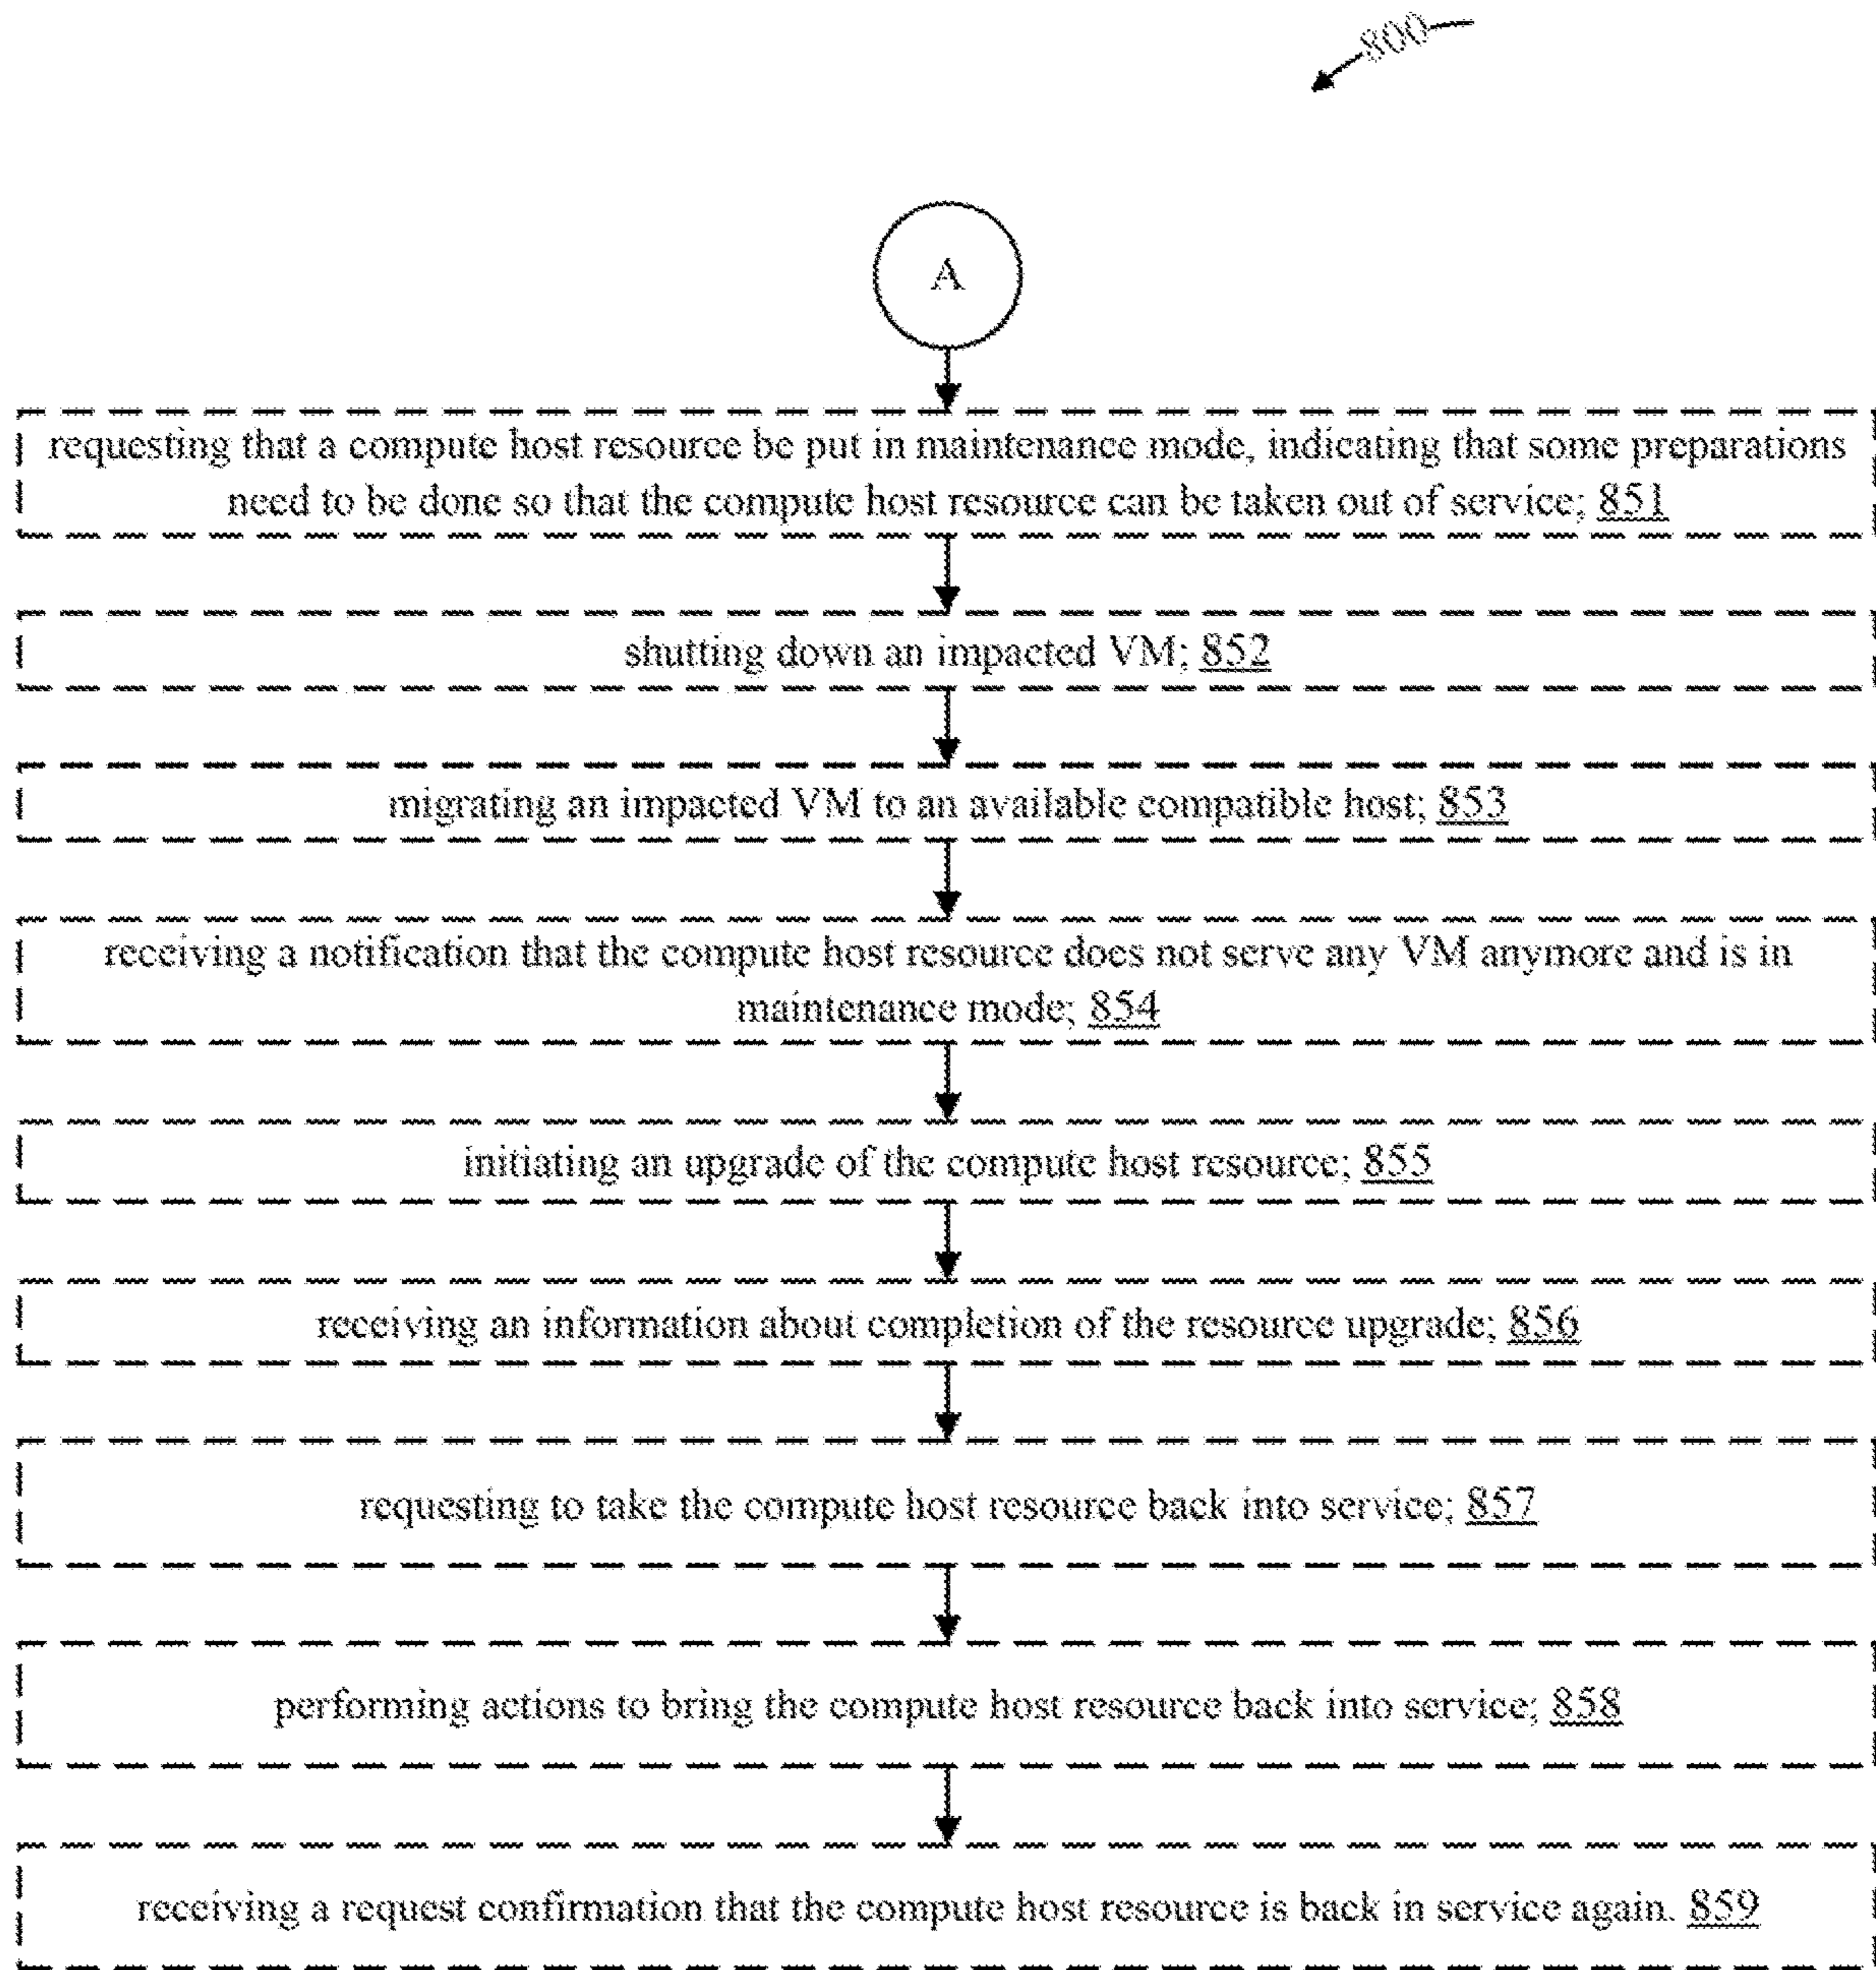 800
A
requesting that a compute host resource be put in maintenance mode, indicating that some preparations
need to be done so that the compute host resource can be taken out of service; 851
shutting down an impacted VM; 852
migrating an impacted VM to an available compatible host; 853
receiving a notification that the compute host resource does not serve any VM anymore and is in
maintenance mode; 854
initiating an upgrade of the compute host resource; 855
receiving an information about completion of the resource upgrade; 856
requesting to take the compute host resource back into service; 857
performing actions to bring the compute host resource back into service; 858
receiving a request confirmation that the compute host resource is back in service again. 859